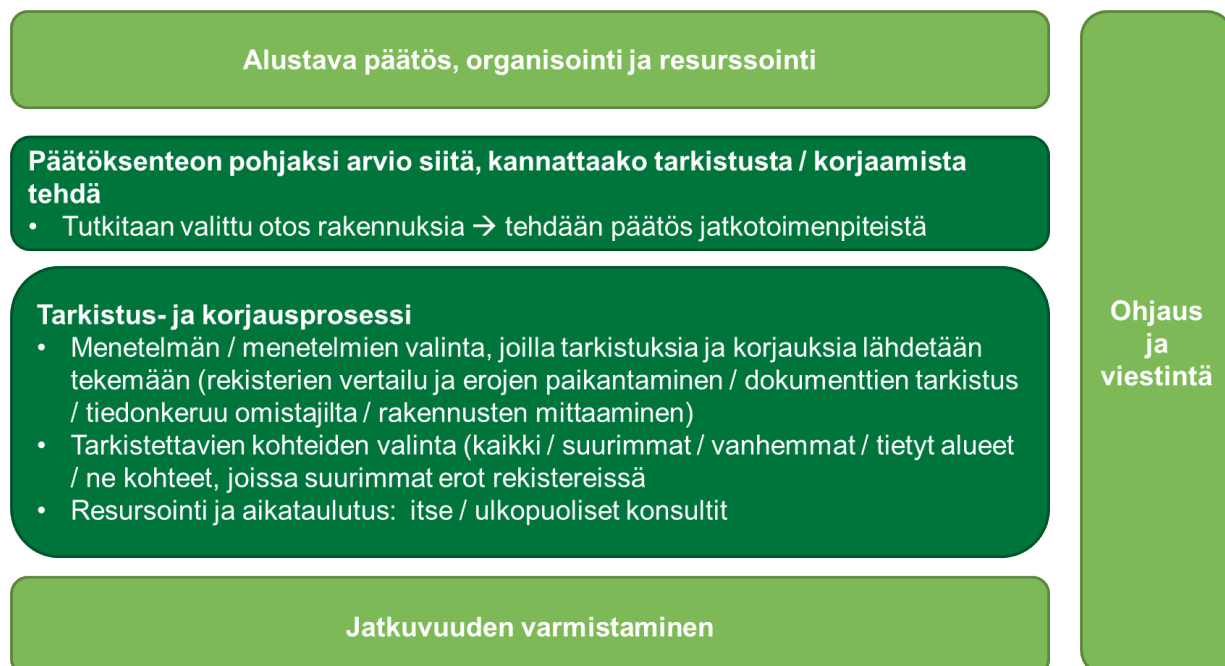 Alustava päätös, organisointi ja resurssointi
Päätöksenteon pohjaksi arvio siitä, kannattaako tarkistusta / korjaamista
tehdä
• Tutkitaan valittu otos rakennuksia → tehdään päätös jatkotoimenpiteistä
Tarkistus- ja korjausprosessi
• Menetelmän / menetelmien valinta, joilla tarkistuksia ja korjauksia lähdetään
tekemään (rekisterien vertailu ja erojen paikantaminen / dokumenttien tarkistus
/ tiedonkeruu omistajilta / rakennusten mittaaminen)
• Tarkistettavien kohteiden valinta (kaikki / suurimmat / vanhemmat / tietyt alueet
/ ne kohteet, joissa suurimmat erot rekistereissä
• Resursointi ja aikataulutus:  itse / ulkopuoliset konsultit
Jatkuvuuden varmistaminen
Ohjaus
ja
viestintä